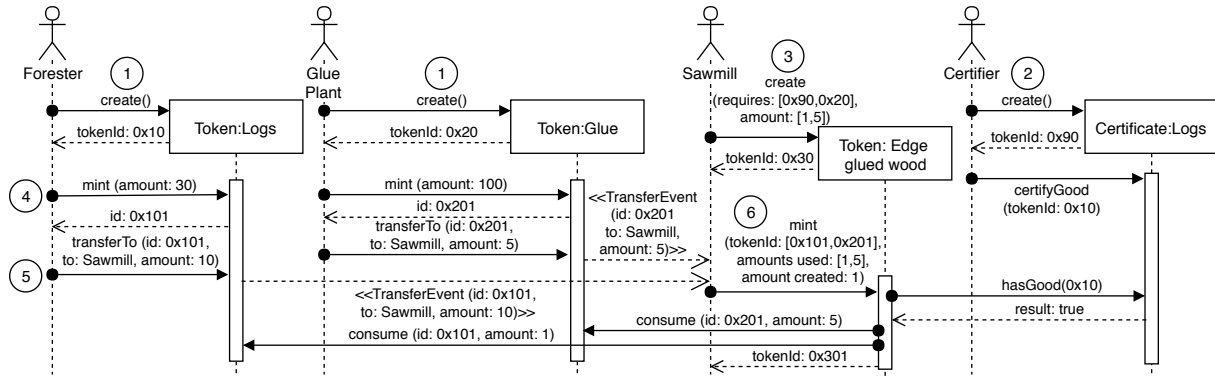 Forester
1
create()
Token:Logs
tokenId: 0x10
4
mint (amount: 30)
id: 0x101
transferTo (id: 0x101,
to: Sawmill, amount: 10)
5
<<TransferEvent (id: 0x101,
to: Sawmill, amount: 10)>>
consume (id: 0x101, amount: 1)
Glue
Plant
1
create()
Token:Glue
tokenId: 0x20
mint (amount: 100)
id: 0x201
transferTo (id: 0x201,
to: Sawmill, amount: 5)
<<TransferEvent
(id: 0x201
to: Sawmill,
amount: 5)>>
consume (id: 0x201, amount: 5)
Sawmill
3
create
(requires: [0x90,0x20],
amount: [1,5])
Token: Edge
glued wood
tokenId: 0x30
6
mint
(tokenId: [0x101,0x201],
amounts used: [1,5],
amount created: 1)
tokenId: 0x301
Certifier
2
create()
Certificate:Logs
tokenId: 0x90
certifyGood
(tokenId: 0x10)
hasGood(0x10)
result: true